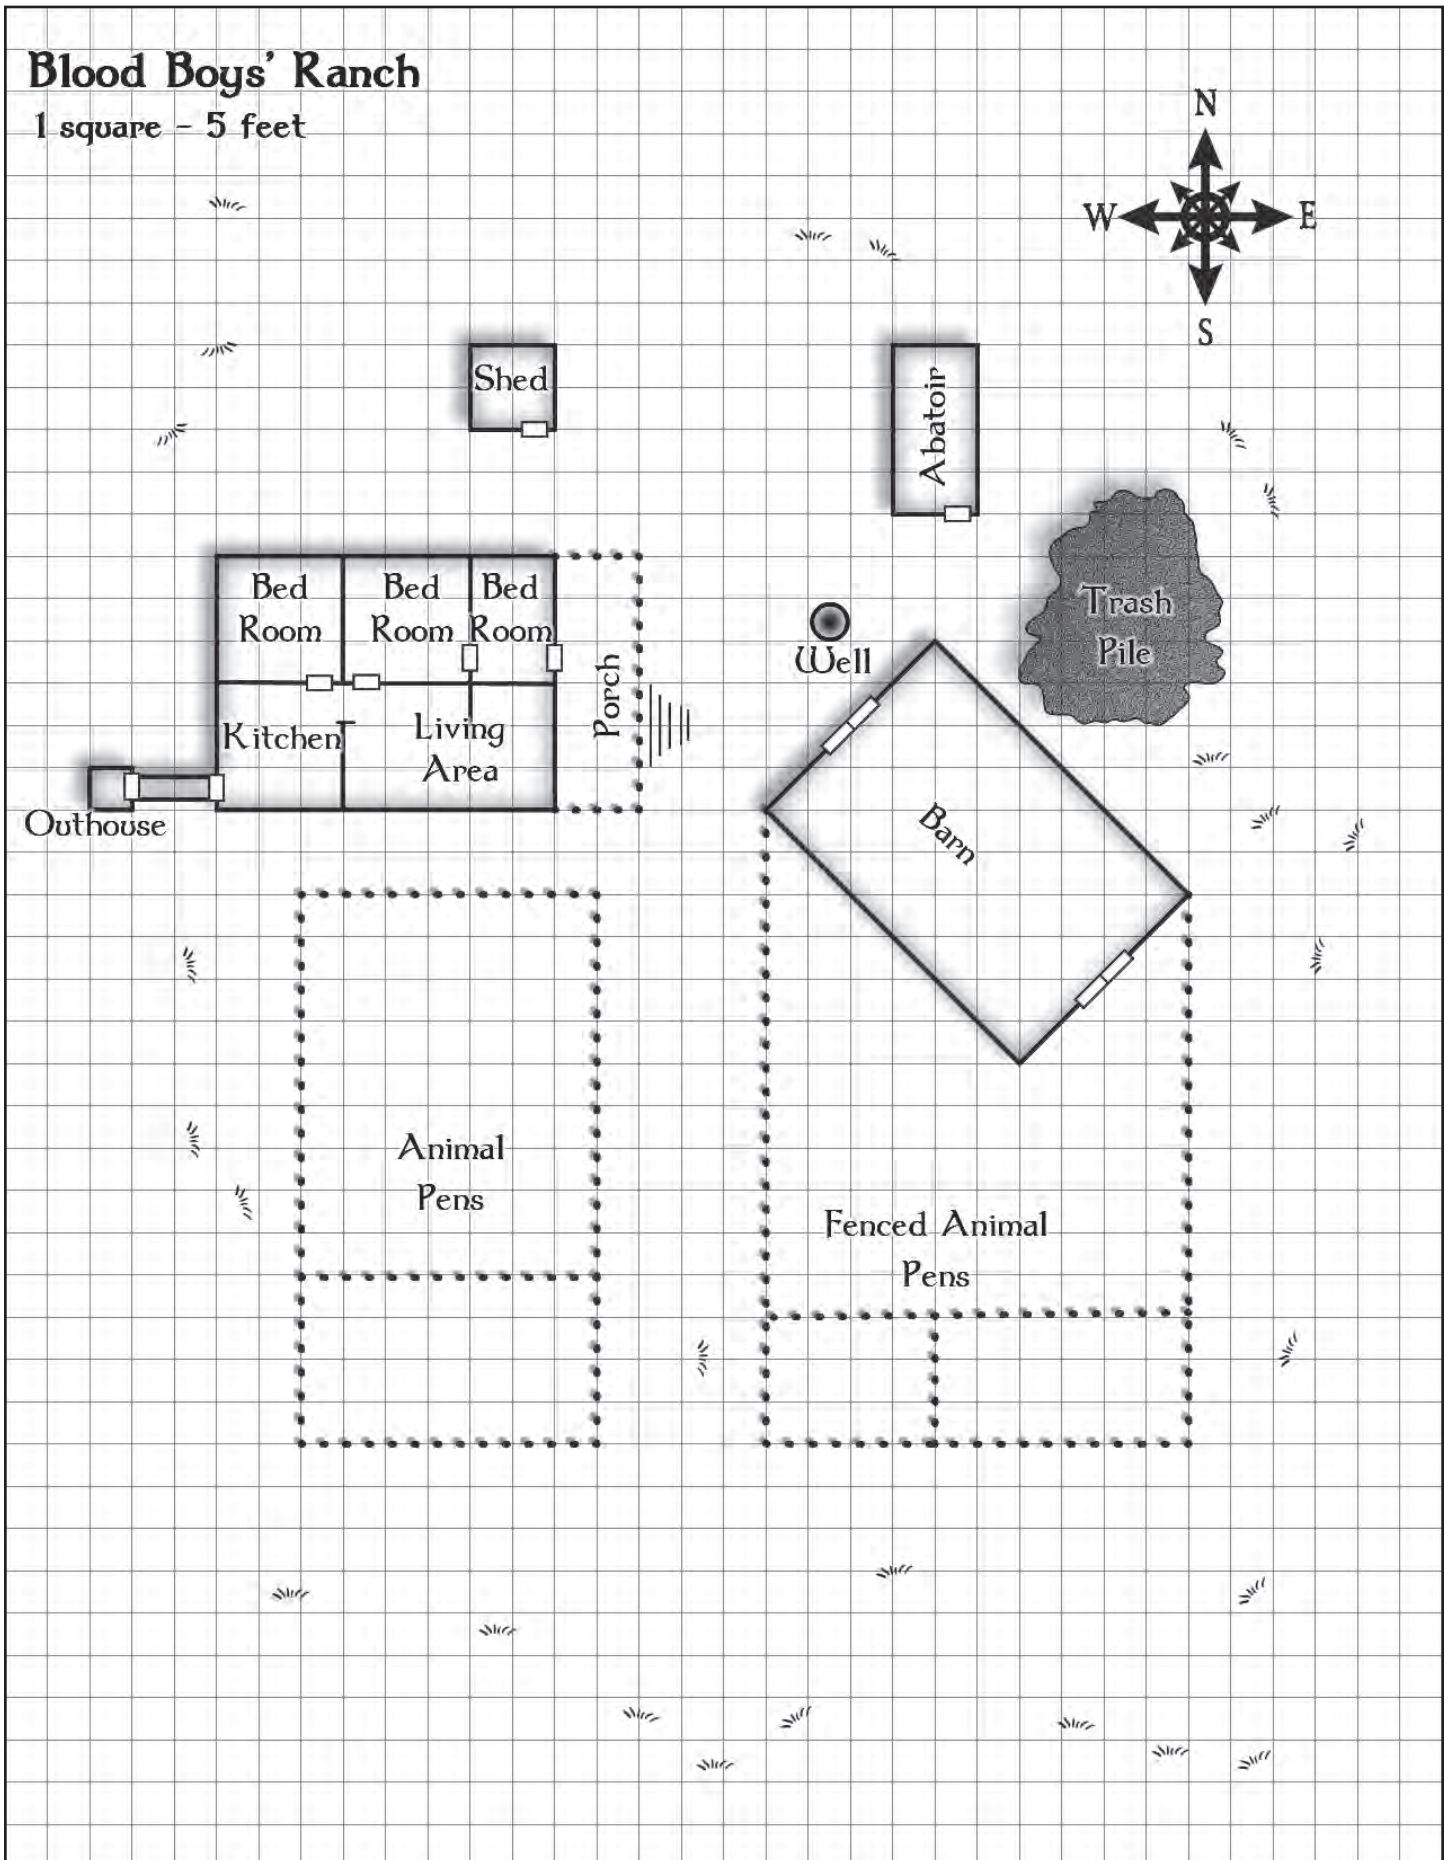 Blood Boys' Ranch
1 square - 5 feet
N
W
E
S
Shed
Abatoir
Bed
Room
Bed
Room
Bed
Room
Trash
Pile
Well
Porch
Kitchen
Living
Area
Outhouse
Barn
Animal
Pens
Fenced Animal
Pens